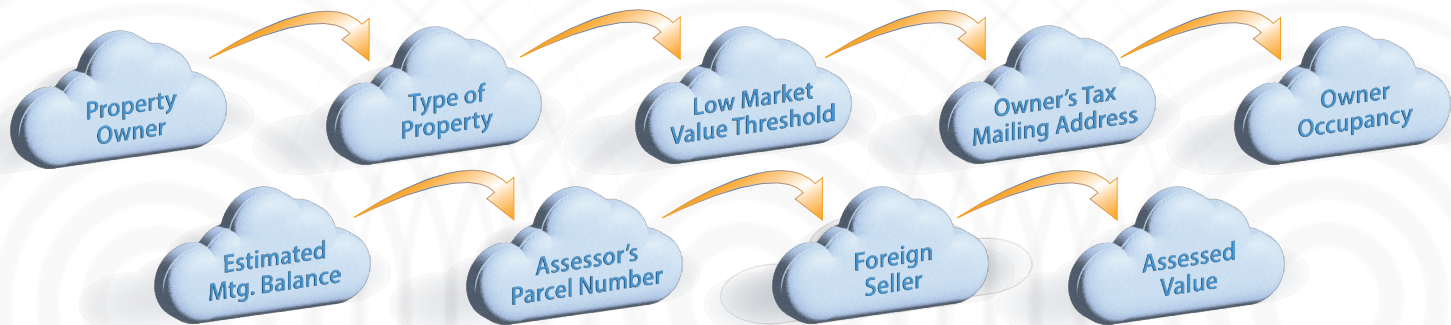 Property
Owner
Type of
Property
Low Market
Value Threshold
Owner's Tax
Mailing Address
Owner
Occupancy
Estimated
Mtg. Balance
Assessor's
Parcel Number
Foreign
Seller
Assessed
Value